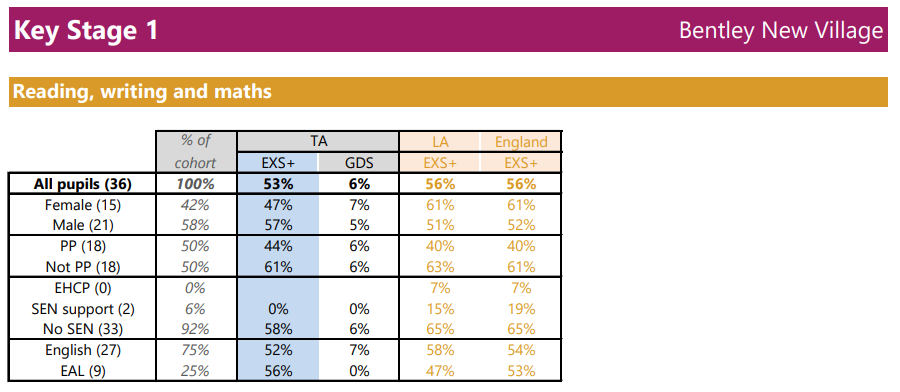 Key Stage 1 Bentley New Village
Reading, writing and maths
% of cohort TA LA England
EXS+ GDS EXS+ EXS+
All pupils (36) 100% 53% 6% 56% 56%
Female (15) 42% 47% 7% 61% 61%
Male (21) 58% 57% 5% 51% 52%
PP (18) 50% 44% 6% 40% 40%
Not PP (18) 50% 61% 6% 63% 61%
EHCP (0) 0% 7% 7%
SEN support (2) 6% 0% 0% 15% 19%
No SEN (33) 92% 58% 6% 65% 65%
English (27) 75% 52% 7% 58% 54%
EAL (9) 25% 56% 0% 47% 53%